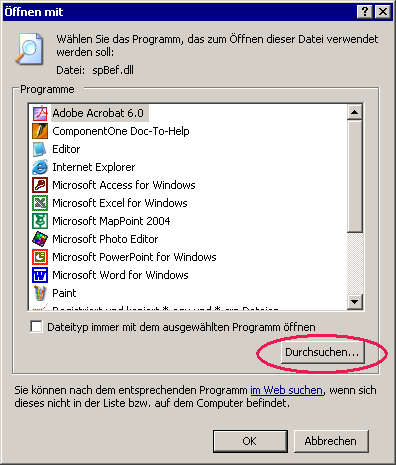 Öffnen mit
Wählen Sie das Programm, das zum Öffnen dieser Datei verwendet
werden soll:
Datei: spBef.dll
Programme
Adobe Acrobat 6.0
ComponentOne Doc-To-Help
Editor
Internet Explorer
Microsoft Access for Windows
Microsoft Excel for Windows
Microsoft MapPoint 2004
Microsoft Photo Editor
Microsoft PowerPoint for Windows
Microsoft Word for Windows
Paint
Dateityp immer mit dem ausgewählten Programm öffnen
Durchsuchen...
Sie können nach dem entsprechenden Programm im Web suchen, wenn sich
dieses nicht in der Liste bzw. auf dem Computer befindet.
OK
Abbrechen